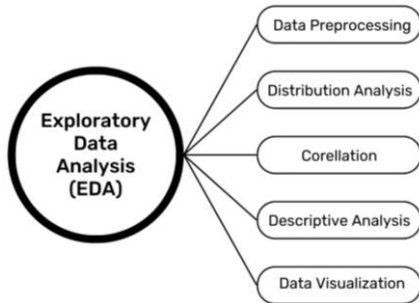 Exploratory
Data
Analysis
(EDA)
Data Preprocessing
Distribution Analysis
Corellation
Descriptive Analysis
Data Visualization